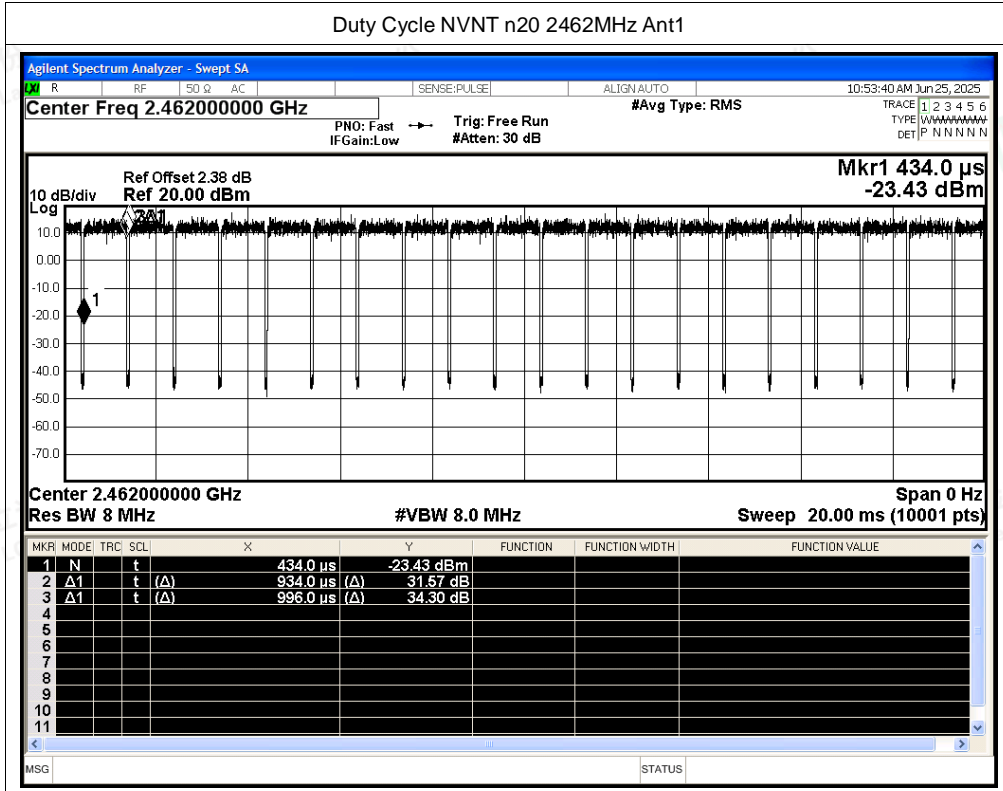 Duty Cycle NVNT n20 2462MHz Ant1
Agilent Spectrum Analyzer - Swept SA
LXI R RF 50 Ω AC SENSE:PULSE ALIGN AUTO 10:53:40 AM Jun 25, 2025
Center Freq 2.462000000 GHz #Avg Type: RMS TRACE 1 2 3 4 5 6
PNO: Fast Trig: Free Run TYPE WWWWWW
IFGain:Low #Atten: 30 dB DET P N N N N N
Mkr1 434.0 µs
Ref Offset 2.38 dB
10 dB/div Ref 20.00 dBm -23.43 dBm
Log
3Δ1
10.0
0.00
-10.0
1
-20.0
-30.0
-40.0
-50.0
-60.0
-70.0
Center 2.462000000 GHz Span 0 Hz
Res BW 8 MHz #VBW 8.0 MHz Sweep 20.00 ms (10001 pts)
MKR MODE TRC SCL X Y FUNCTION FUNCTION WIDTH FUNCTION VALUE
1 N t 434.0 µs -23.43 dBm
2 Δ1 t (Δ) 934.0 µs (Δ) 31.57 dB
3 Δ1 t (Δ) 996.0 µs (Δ) 34.30 dB
4
5
6
7
8
9
10
11
MSG STATUS